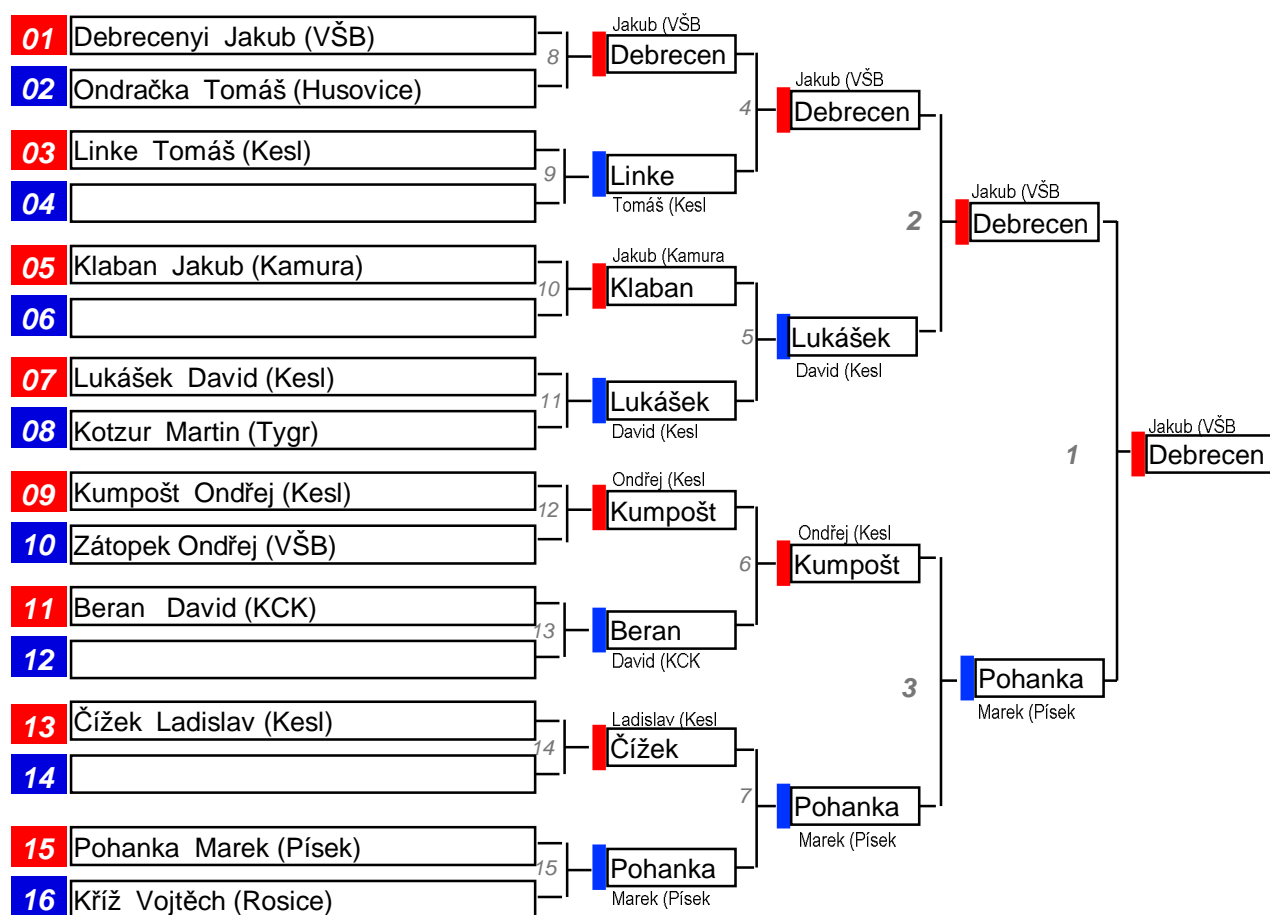 01 Debrecenyi Jakub (VŠB)
02 Ondračka Tomáš (Husovice)
03 Linke Tomáš (Kesl)
04
05 Klaban Jakub (Kamura)
06
07 Lukášek David (Kesl)
08 Kotzur Martin (Tygr)
09 Kumpošt Ondřej (Kesl)
10 Zátopek Ondřej (VŠB)
11 Beran David (KCK)
12
13 Čížek Ladislav (Kesl)
14
15 Pohanka Marek (Písek)
16 Kříž Vojtěch (Rosice)
8
9
10
11
12
13
14
15
Jakub (VŠB
Debrecen
Linke
Tomáš (Kesl
Jakub (Kamura
Klaban
Lukášek
David (Kesl
Ondřej (Kesl
Kumpošt
Beran
David (KCK
Ladislav (Kesl
Čížek
Pohanka
Marek (Písek
4
5
6
7
Jakub (VŠB
Debrecen
Lukášek
David (Kesl
Ondřej (Kesl
Kumpošt
Pohanka
Marek (Písek
2
3
Jakub (VŠB
Debrecen
Pohanka
Marek (Písek
1
Jakub (VŠB
Debrecen